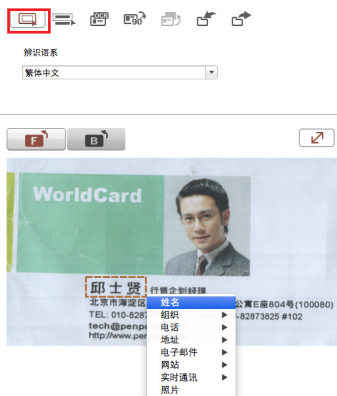 OCR
90°
辨识语系
繁体中文
F
B
WorldCard
邱士贤 行销企划经理
北京市海淀区 公寓E座804号(100080)
TEL: 010-8287 -82873825 #102
tech@penpo
http://www.pen
姓名
组织
电话
地址
电子邮件
网站
实时通讯
照片